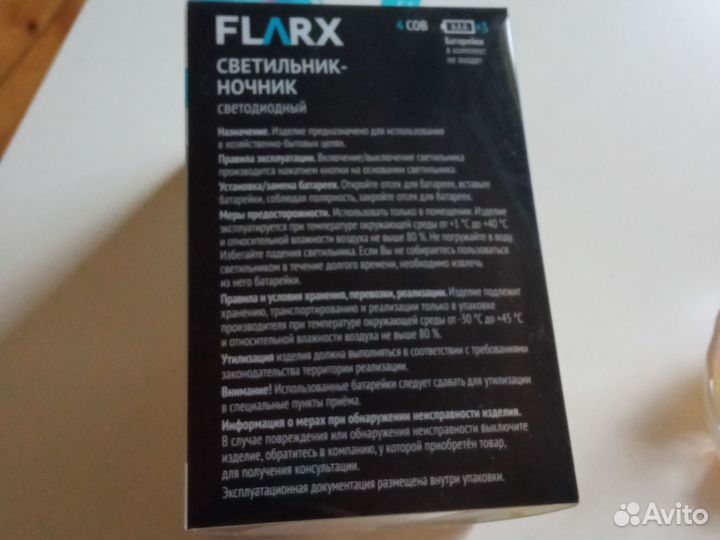 FLARX
4 COB
AAA ×3
Батарейки
в комплект
не входят
СВЕТИЛЬНИК-
НОЧНИК
светодиодный
Назначение. Изделие предназначено для использования
в хозяйственно-бытовых целях.
Правила эксплуатации. Включение/выключение светильника
производится нажатием кнопки на основании светильника.
Установка/замена батареек. Откройте отсек для батареек, вставьте
батарейки, соблюдая полярность, закройте отсек для батареек.
Меры предосторожности. Использовать только в помещении. Изделие
эксплуатируется при температуре окружающей среды от +1 °С до +40 °С
и относительной влажности воздуха не выше 80 %. Не погружайте в воду.
Избегайте падения светильника. Если Вы не собираетесь пользоваться
светильником в течение долгого времени, необходимо извлечь
из него батарейки.
Правила и условия хранения, перевозки, реализации. Изделие подлежит
хранению, транспортированию и реализации только в упаковке
производителя при температуре окружающей среды от -30 °С до +45 °С
и относительной влажности воздуха не выше 80 %.
Утилизация изделия должна выполняться в соответствии с требованиями
законодательства территории реализации.
Внимание! Использованные батарейки следует сдавать для утилизации
в специальные пункты приёма.
Информация о мерах при обнаружении неисправности изделия.
В случае повреждения или обнаружения неисправности выключите
изделие, обратитесь в компанию, у которой приобретён товар,
для получения консультации.
Эксплуатационная документация размещена внутри упаковки.
Avito